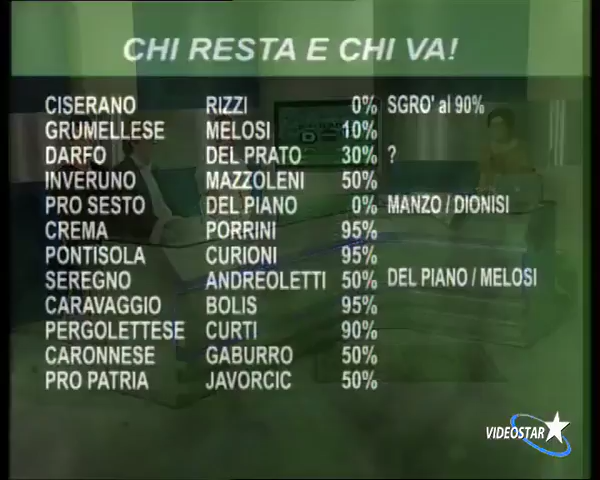 CHI RESTA E CHI VA!
CISERANO RIZZI 0% SGRO' al 90%
GRUMELLESE MELOSI 10%
DARFO DEL PRATO 30% ?
INVERUNO MAZZOLENI 50%
PRO SESTO DEL PIANO 0% MANZO / DIONISI
CREMA PORRINI 95%
PONTISOLA CURIONI 95%
SEREGNO ANDREOLETTI 50% DEL PIANO / MELOSI
CARAVAGGIO BOLIS 95%
PERGOLETTESE CURTI 90%
CARONNESE GABURRO 50%
PRO PATRIA JAVORCIC 50%
VIDEOSTAR